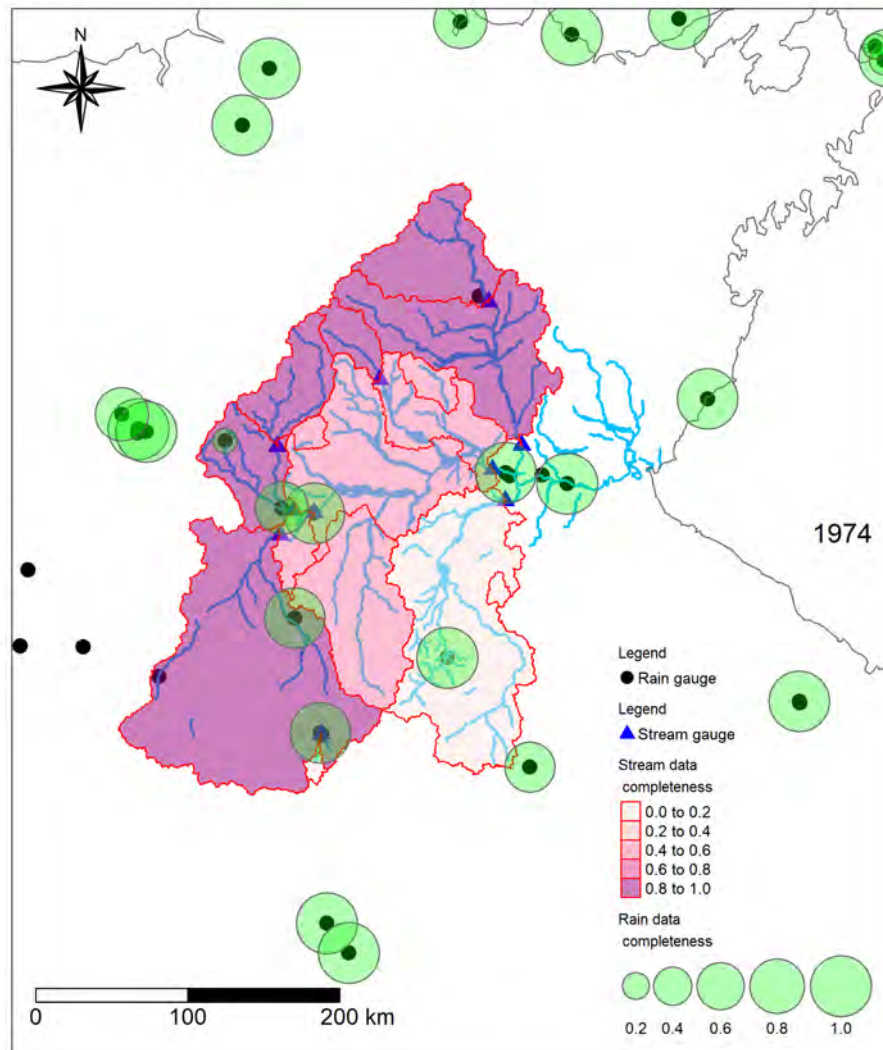 N
1974
Legend
Rain gauge
Legend
Stream gauge
Stream data
completeness
0.0 to 0.2
0.2 to 0.4
0.4 to 0.6
0.6 to 0.8
0.8 to 1.0
Rain data
completeness
0.2 0.4 0.6 0.8 1.0
0 100 200 km